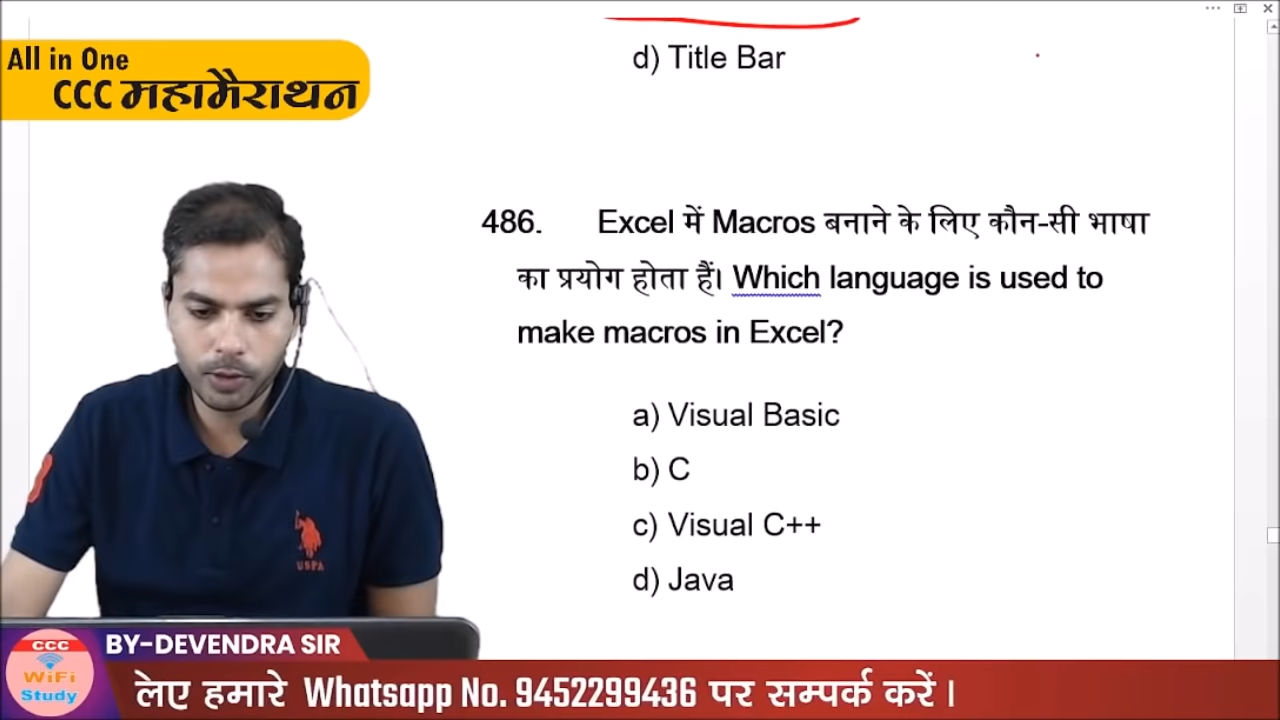 All in One
CCC महामैराथन
d) Title Bar
486. Excel में Macros बनाने के लिए कौन-सी भाषा
का प्रयोग होता हैं। Which language is used to
make macros in Excel?
a) Visual Basic
b) C
c) Visual C++
d) Java
USPA
CCC
WiFi
Study
BY-DEVENDRA SIR
लेए हमारे Whatsapp No. 9452299436 पर सम्पर्क करें।